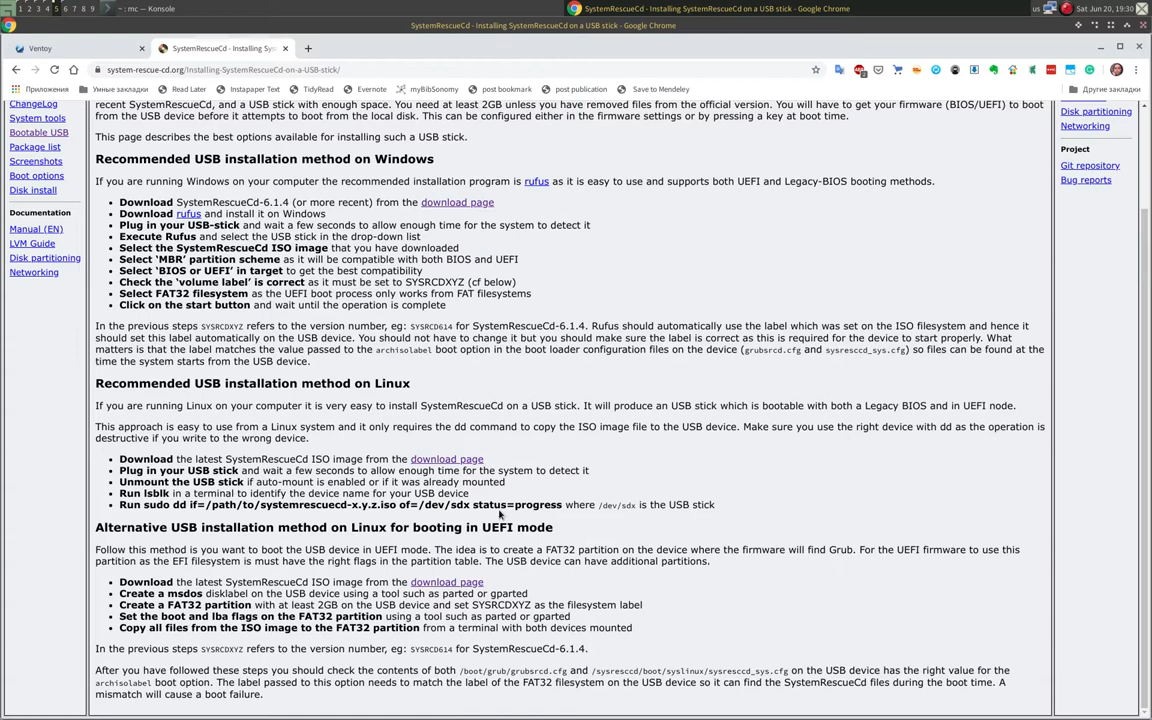 1 2 3 4 5 6 7 8 9 ~ : mc — Konsole SystemRescueCd - Installing SystemRescueCd on a USB stick - Google Chrome us Sat Jun 20, 19:30
SystemRescueCd - Installing SystemRescueCd on a USB stick - Google Chrome
Ventoy SystemRescueCd - Installing Sys
system-rescue-cd.org/Installing-SystemRescueCd-on-a-USB-stick/
Приложения Умные закладки Read Later Instapaper Text TidyRead Evernote myBibSonomy post bookmark post publication Save to Mendeley Другие закладки
ChangeLog
System tools
Bootable USB
Package list
Screenshots
Boot options
Disk install
Documentation
Manual (EN)
LVM Guide
Disk partitioning
Networking
recent SystemRescueCd, and a USB stick with enough space. You need at least 2GB unless you have removed files from the official version. You will have to get your firmware (BIOS/UEFI) to boot
from the USB device before it attempts to boot from the local disk. This can be configured either in the firmware settings or by pressing a key at boot time.
This page describes the best options available for installing such a USB stick.
Recommended USB installation method on Windows
If you are running Windows on your computer the recommended installation program is rufus as it is easy to use and supports both UEFI and Legacy-BIOS booting methods.
• Download SystemRescueCd-6.1.4 (or more recent) from the download page
• Download rufus and install it on Windows
• Plug in your USB-stick and wait a few seconds to allow enough time for the system to detect it
• Execute Rufus and select the USB stick in the drop-down list
• Select the SystemRescueCd ISO image that you have downloaded
• Select ‘MBR’ partition scheme as it will be compatible with both BIOS and UEFI
• Select ‘BIOS or UEFI’ in target to get the best compatibility
• Check the ‘volume label’ is correct as it must be set to SYSRCDXYZ (cf below)
• Select FAT32 filesystem as the UEFI boot process only works from FAT filesystems
• Click on the start button and wait until the operation is complete
In the previous steps SYSRCDXYZ refers to the version number, eg: SYSRCD614 for SystemRescueCd-6.1.4. Rufus should automatically use the label which was set on the ISO filesystem and hence it
should set this label automatically on the USB device. You should not have to change it but you should make sure the label is correct as this is required for the device to start properly. What
matters is that the label matches the value passed to the archisolabel boot option in the boot loader configuration files on the device (grubsrcd.cfg and sysresccd_sys.cfg) so files can be found at the
time the system starts from the USB device.
Recommended USB installation method on Linux
If you are running Linux on your computer it is very easy to install SystemRescueCd on a USB stick. It will produce an USB stick which is bootable with both a Legacy BIOS and in UEFI node.
This approach is easy to use from a Linux system and it only requires the dd command to copy the ISO image file to the USB device. Make sure you use the right device with dd as the operation is
destructive if you write to the wrong device.
• Download the latest SystemRescueCd ISO image from the download page
• Plug in your USB stick and wait a few seconds to allow enough time for the system to detect it
• Unmount the USB stick if auto-mount is enabled or if it was already mounted
• Run lsblk in a terminal to identify the device name for your USB device
• Run sudo dd if=/path/to/systemrescuecd-x.y.z.iso of=/dev/sdx status=progress where /dev/sdx is the USB stick
Alternative USB installation method on Linux for booting in UEFI mode
Follow this method is you want to boot the USB device in UEFI mode. The idea is to create a FAT32 partition on the device where the firmware will find Grub. For the UEFI firmware to use this
partition as the EFI filesystem is must have the right flags in the partition table. The USB device can have additional partitions.
• Download the latest SystemRescueCd ISO image from the download page
• Create a msdos disklabel on the USB device using a tool such as parted or gparted
• Create a FAT32 partition with at least 2GB on the USB device and set SYSRCDXYZ as the filesystem label
• Set the boot and lba flags on the FAT32 partition using a tool such as parted or gparted
• Copy all files from the ISO image to the FAT32 partition from a terminal with both devices mounted
In the previous steps SYSRCDXYZ refers to the version number, eg: SYSRCD614 for SystemRescueCd-6.1.4.
After you have followed these steps you should check the contents of both /boot/grub/grubsrcd.cfg and /sysresccd/boot/syslinux/sysresccd_sys.cfg on the USB device has the right value for the
archisolabel boot option. The label passed to this option needs to match the label of the FAT32 filesystem on the USB device so it can find the SystemRescueCd files during the boot time. A
mismatch will cause a boot failure.
Disk partitioning
Networking
Project
Git repository
Bug reports